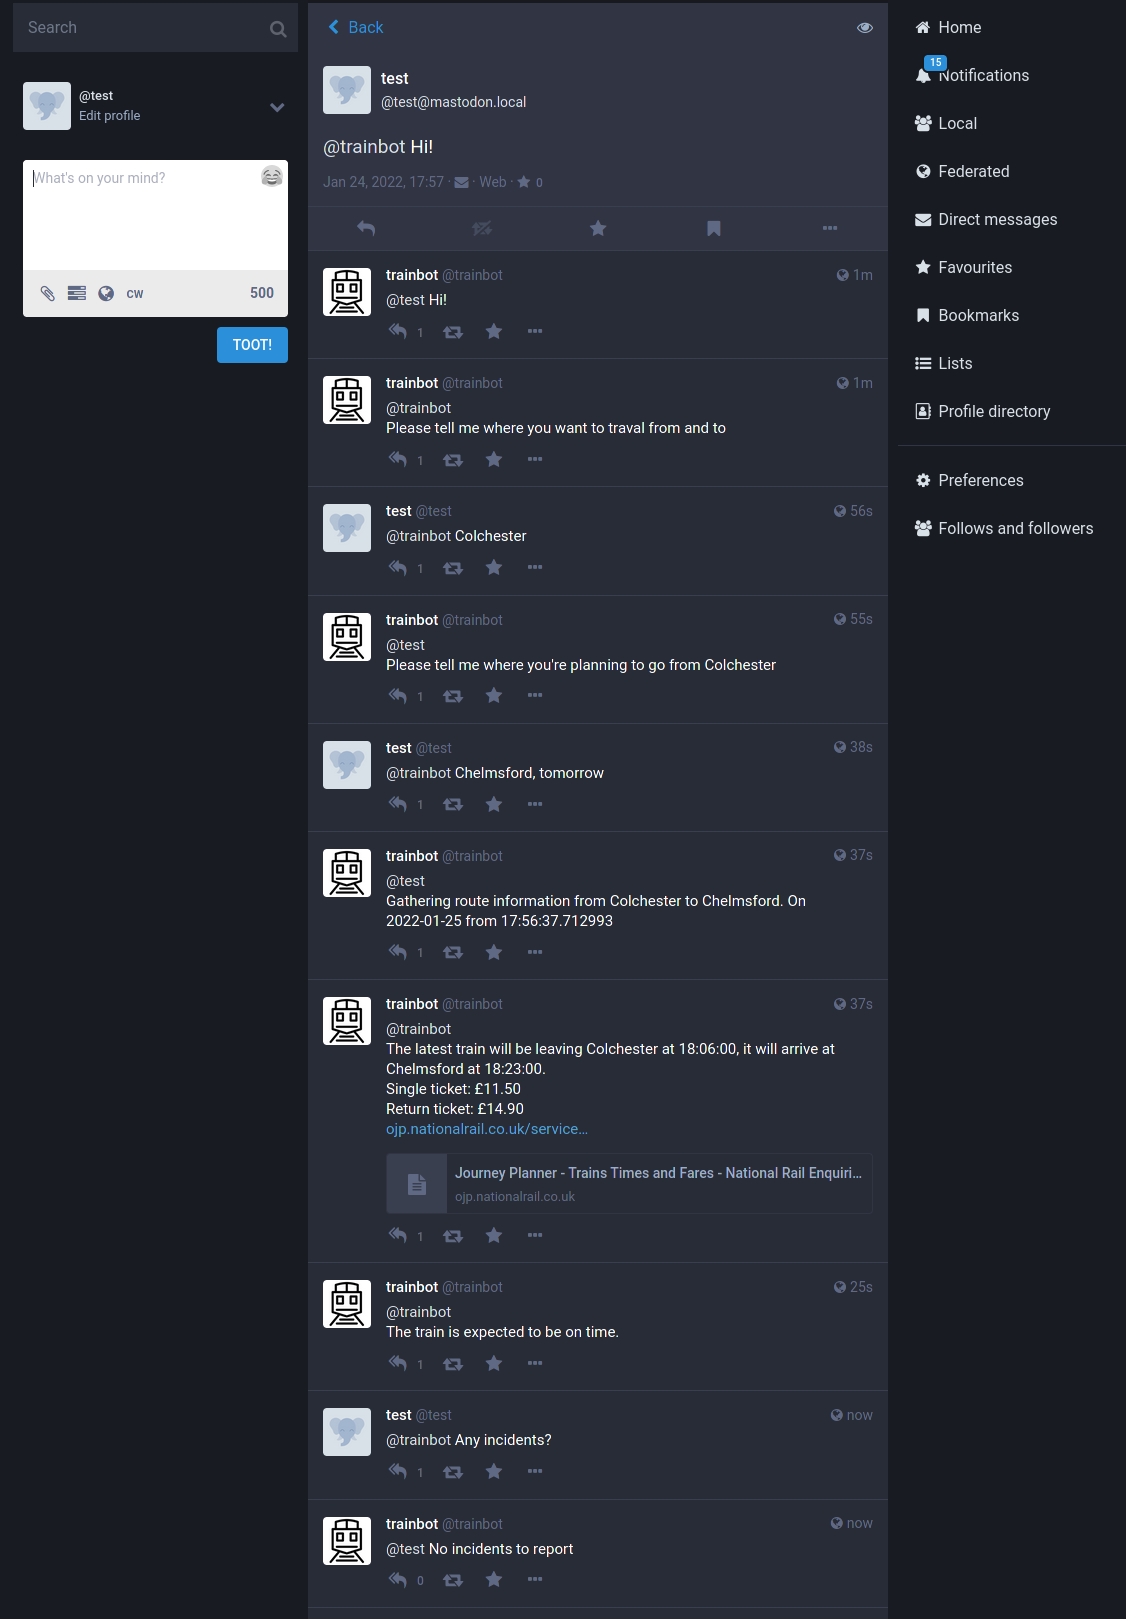 Search
@test
Edit profile
What's on your mind?
CW
500
TOOT!
Back
test
@test@mastodon.local
@trainbot Hi!
Jan 24, 2022, 17:57 · · Web · 0
trainbot @trainbot 1m
@test Hi!
1
trainbot @trainbot 1m
@trainbot
Please tell me where you want to traval from and to
1
test @test 56s
@trainbot Colchester
1
trainbot @trainbot 55s
@test
Please tell me where you're planning to go from Colchester
1
test @test 38s
@trainbot Chelmsford, tomorrow
1
trainbot @trainbot 37s
@test
Gathering route information from Colchester to Chelmsford. On
2022-01-25 from 17:56:37.712993
1
trainbot @trainbot 37s
@trainbot
The latest train will be leaving Colchester at 18:06:00, it will arrive at
Chelmsford at 18:23:00.
Single ticket: £11.50
Return ticket: £14.90
ojp.nationalrail.co.uk/service…
Journey Planner - Trains Times and Fares - National Rail Enquiri…
ojp.nationalrail.co.uk
1
trainbot @trainbot 25s
@trainbot
The train is expected to be on time.
1
test @test now
@trainbot Any incidents?
1
trainbot @trainbot now
@test No incidents to report
0
Home
15
Notifications
Local
Federated
Direct messages
Favourites
Bookmarks
Lists
Profile directory
Preferences
Follows and followers